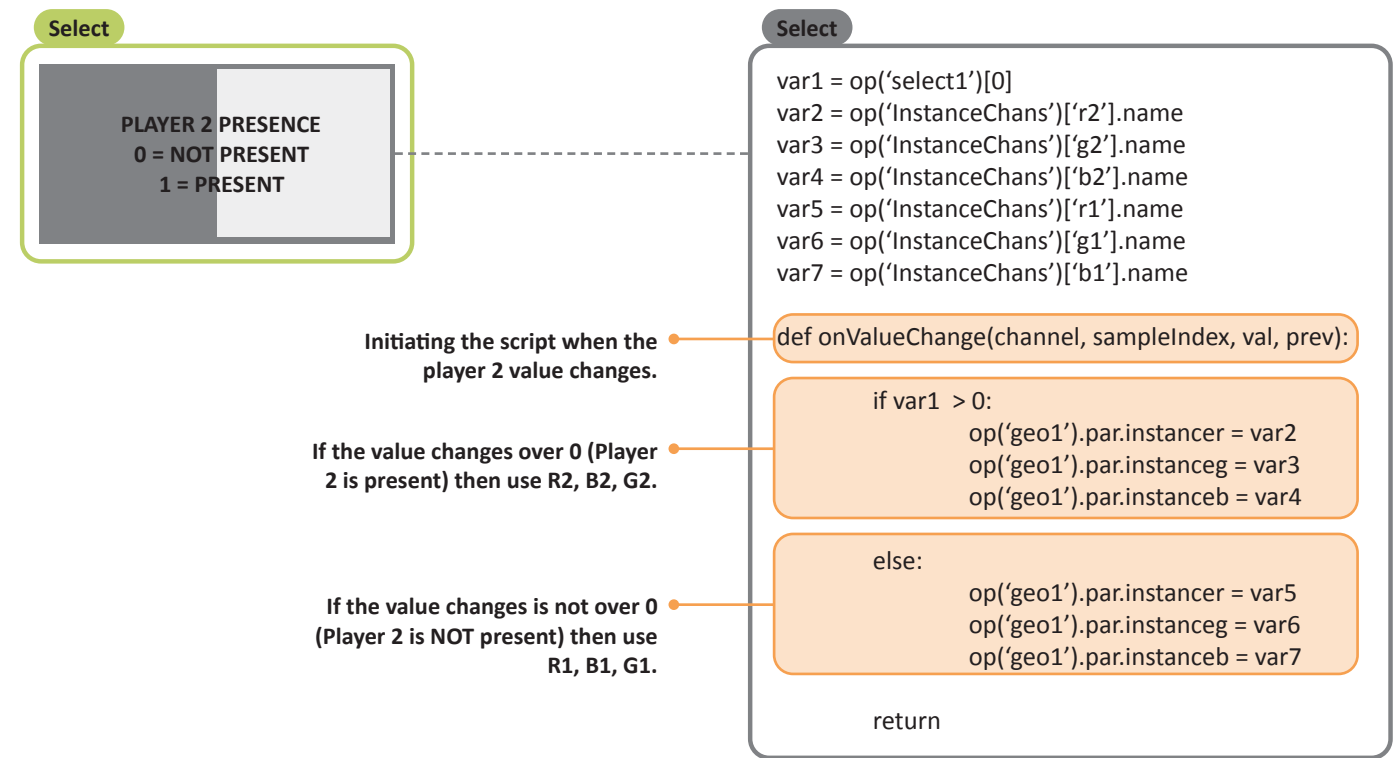 Select
PLAYER 2 PRESENCE
0 = NOT PRESENT
1 = PRESENT
Select
var1 = op(‘select1’)[0]
var2 = op(‘InstanceChans’)[‘r2’].name
var3 = op(‘InstanceChans’)[‘g2’].name
var4 = op(‘InstanceChans’)[‘b2’].name
var5 = op(‘InstanceChans’)[‘r1’].name
var6 = op(‘InstanceChans’)[‘g1’].name
var7 = op(‘InstanceChans’)[‘b1’].name
Initiating the script when the
player 2 value changes.
def onValueChange(channel, sampleIndex, val, prev):
If the value changes over 0 (Player
2 is present) then use R2, B2, G2.
if var1  > 0:
op(‘geo1’).par.instancer = var2
op(‘geo1’).par.instanceg = var3
op(‘geo1’).par.instanceb = var4
If the value changes is not over 0
(Player 2 is NOT present) then use
R1, B1, G1.
else:
op(‘geo1’).par.instancer = var5
op(‘geo1’).par.instanceg = var6
op(‘geo1’).par.instanceb = var7
return